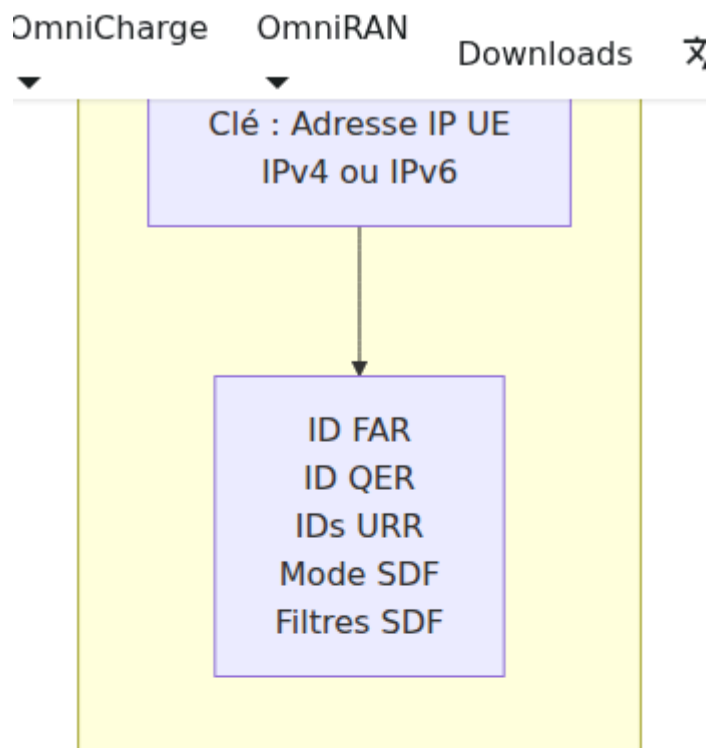 OmniCharge
OmniRAN
Downloads
Clé : Adresse IP UE
IPv4 ou IPv6
ID FAR
ID QER
IDs URR
Mode SDF
Filtres SDF